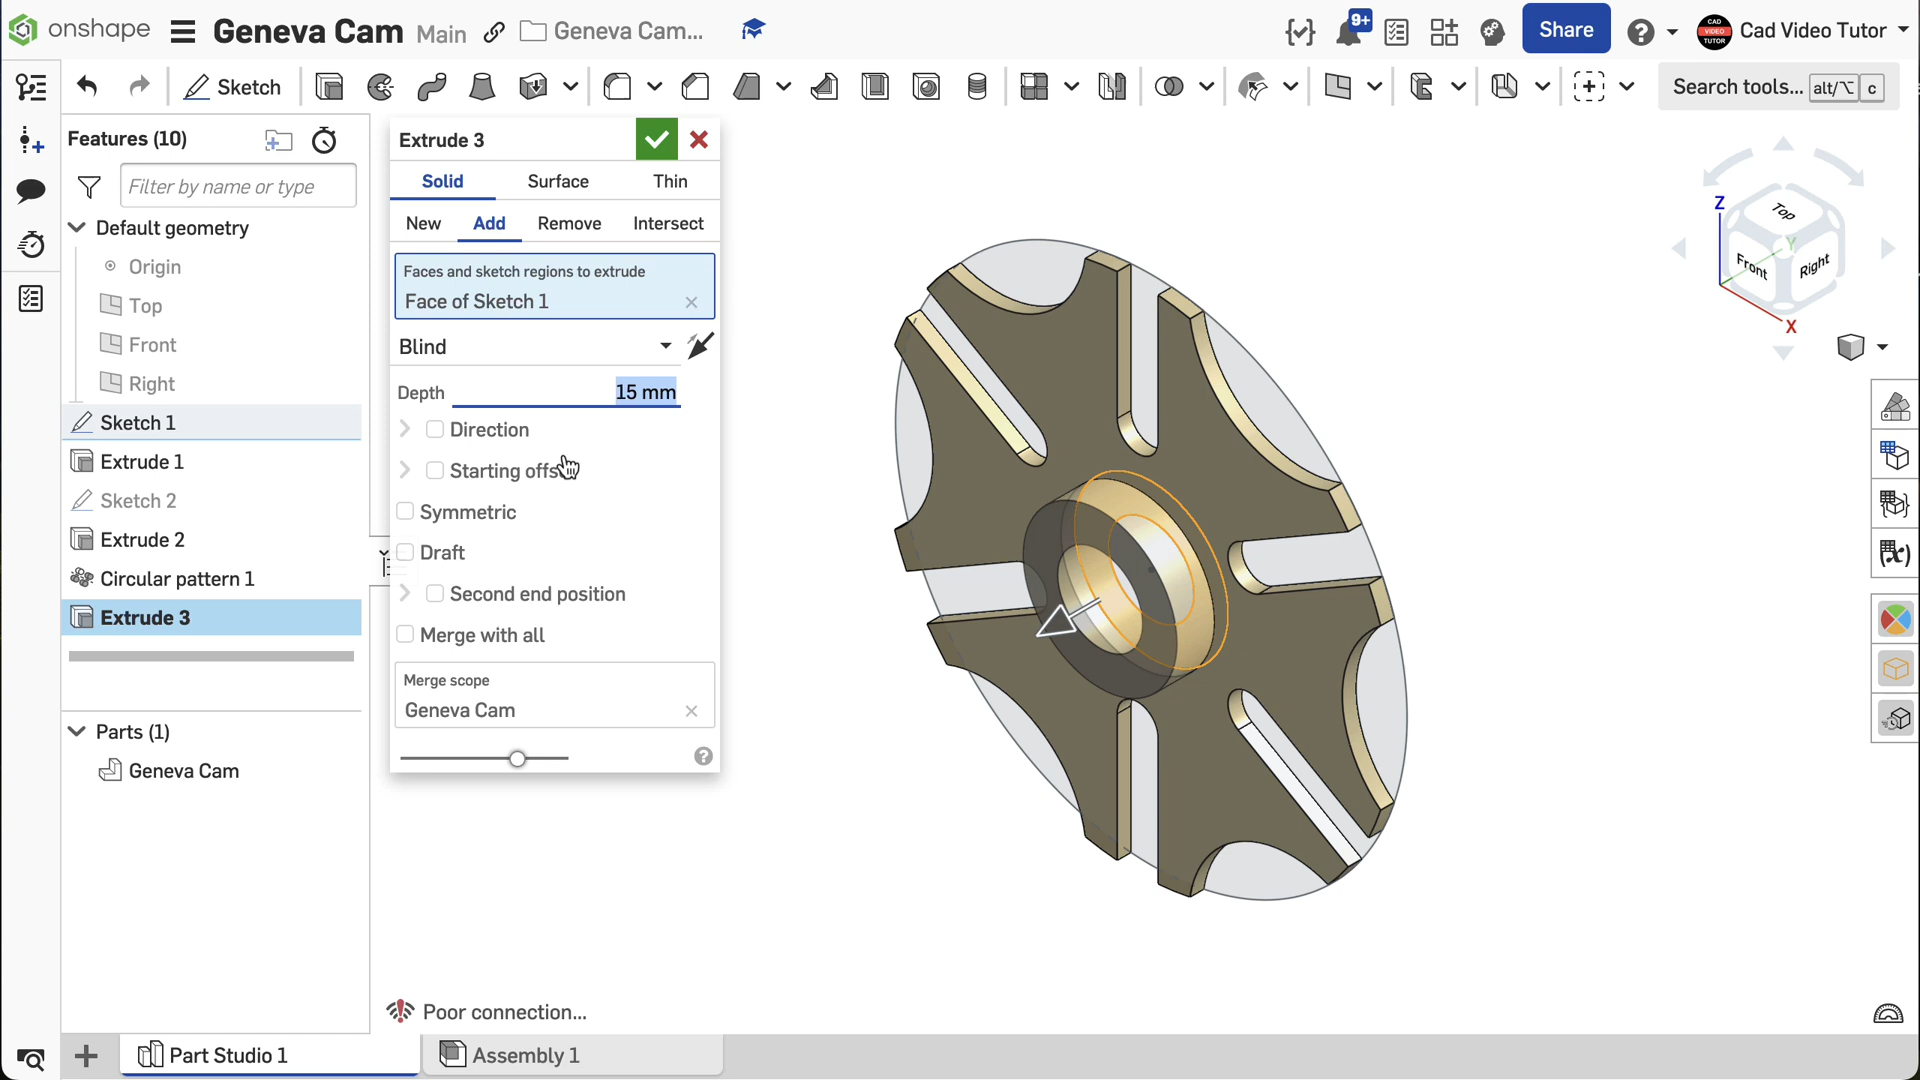 onshape Geneva Cam Main Geneva Cam... 9+ Share CAD VIDEO TUTOR Cad Video Tutor
Sketch Search tools... alt/⌥ c
Features (10)
Filter by name or type
Default geometry
Origin
Top
Front
Right
Sketch 1
Extrude 1
Sketch 2
Extrude 2
Circular pattern 1
Extrude 3
Parts (1)
Geneva Cam
Extrude 3
Solid Surface Thin
New Add Remove Intersect
Faces and sketch regions to extrude
Face of Sketch 1
Blind
Depth 15 mm
Direction
Starting offs
Symmetric
Draft
Second end position
Merge with all
Merge scope
Geneva Cam
Z
Top
Y
Front Right
X
(x)
Poor connection...
Part Studio 1 Assembly 1